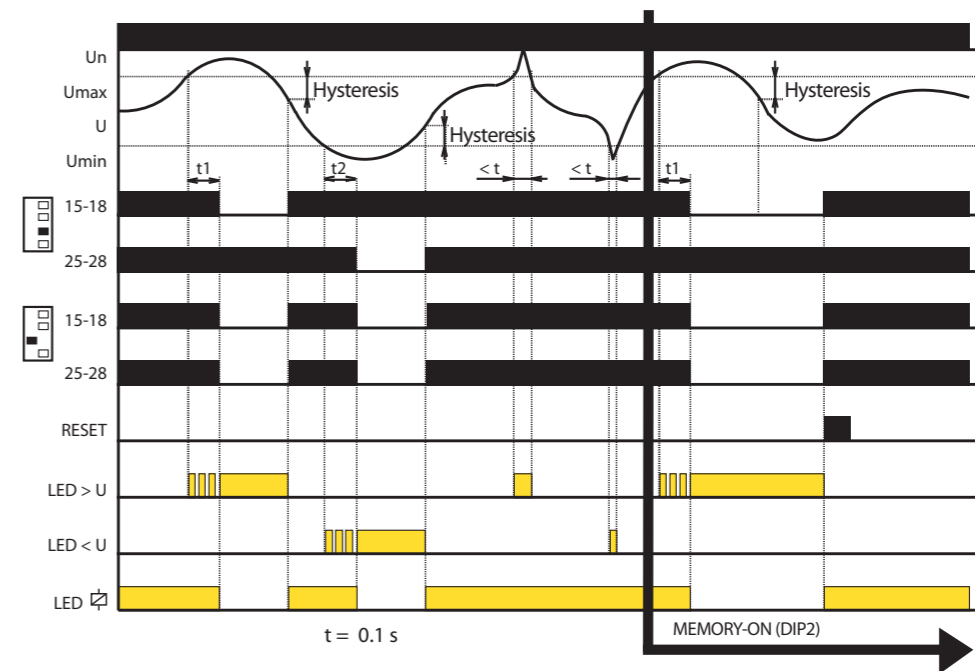 Un
Umax
Hysteresis
Hysteresis
U
Hysteresis
Umin
t1
t2
< t
< t
t1
15-18
25-28
15-18
25-28
RESET
LED > U
LED < U
LED
t = 0.1 s
MEMORY-ON (DIP2)